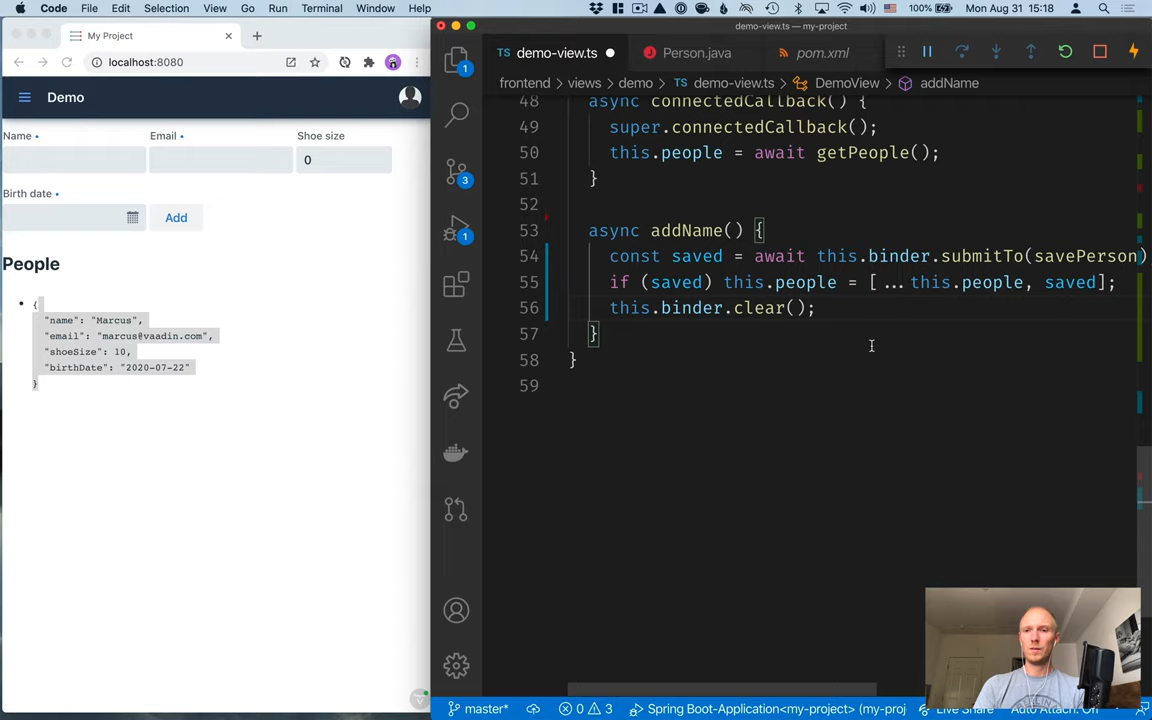 Code File Edit Selection View Go Run Terminal Window Help 100% Mon Aug 31 15:18
My Project
localhost:8080
Demo
Name • Email • Shoe size
0
Birth date •
Add
People
{
"name": "Marcus",
"email": "marcus@vaadin.com",
"shoeSize": 10,
"birthDate": "2020-07-22"
}
demo-view.ts — my-project
TS demo-view.ts Person.java pom.xml
frontend > views > demo > TS demo-view.ts > DemoView > addName
48 async connectedCallback() {
49 super.connectedCallback();
50 this.people = await getPeople();
51 }
52
53 async addName() {
54 const saved = await this.binder.submitTo(savePerson)
55 if (saved) this.people = [...this.people, saved];
56 this.binder.clear();
57 }
58 }
59
1
3
1
master* 0 3 Spring Boot-Application<my-project> (my-proj Live Share Auto Attach: On